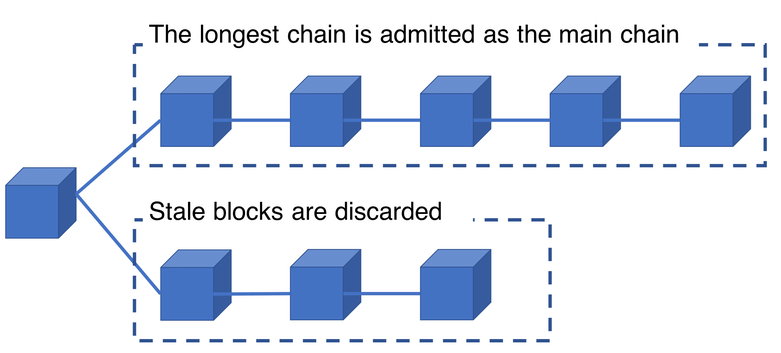 The longest chain is admitted as the main chain
Stale blocks are discarded